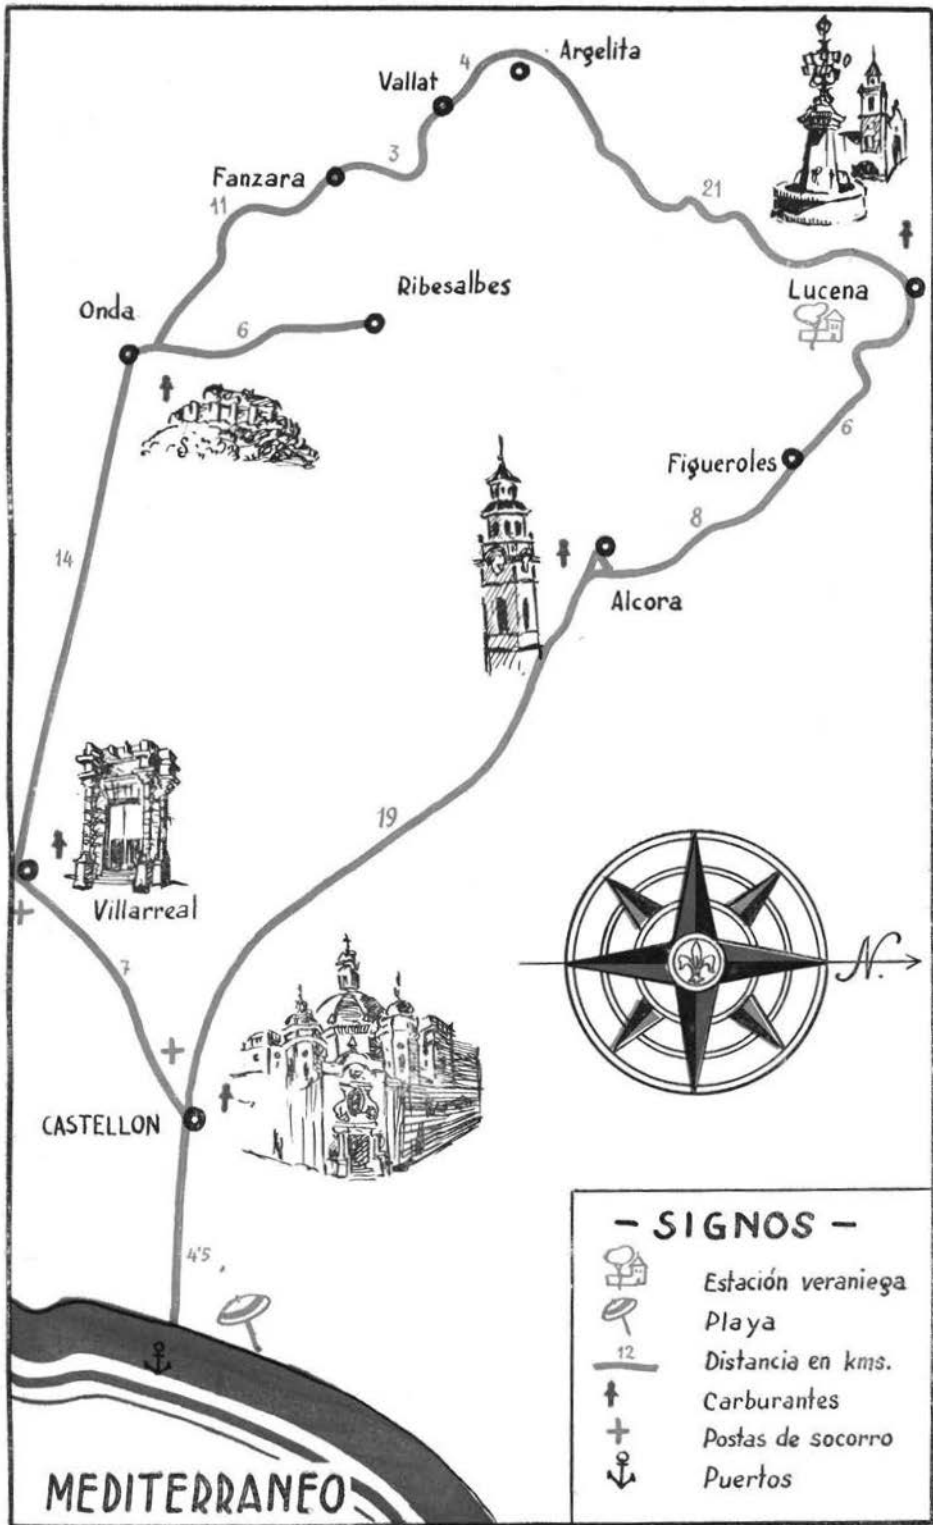 Argelita
4
Vallat
3
Fanzara
11
21
Ribesalbes
Lucena
Onda
6
6
Figueroles
8
14
Alcora
19
Villarreal
N.
7
CASTELLON
4'5
MEDITERRANEO
- SIGNOS -
Estación veraniega
Playa
12
Distancia en kms.
Carburantes
Postas de socorro
Puertos